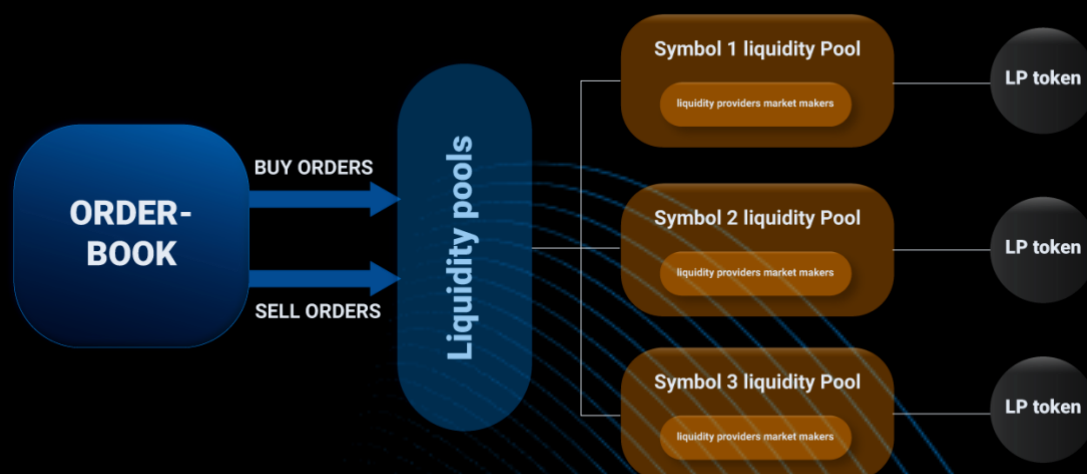 ORDER-
BOOK
BUY ORDERS
SELL ORDERS
Liquidity pools
Symbol 1 liquidity Pool
liquidity providers market makers
LP token
Symbol 2 liquidity Pool
liquidity providers market makers
LP token
Symbol 3 liquidity Pool
liquidity providers market makers
LP token